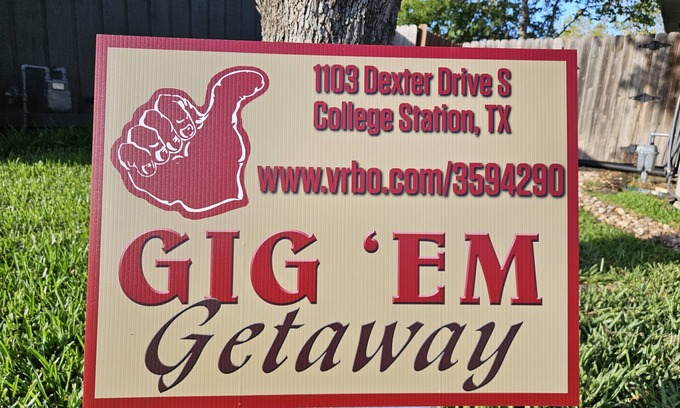 1103 Dexter Drive S
College Station, TX
www.vrbo.com/3594290
GIG 'EM
Getaway